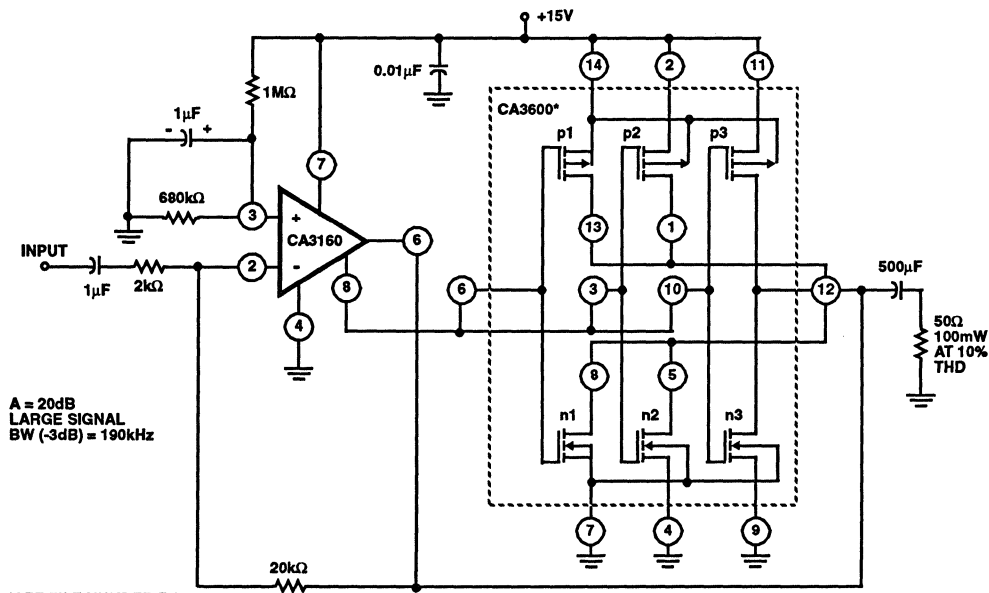 +15V
14
2
11
0.01µF
1MΩ
CA3600*
1µF
- +
p1
p2
p3
7
680kΩ
3
+
CA3160
6
13
1
INPUT
2
-
8
6
3
10
12
500µF
1µF
2kΩ
4
50Ω
100mW
AT 10%
THD
8
5
A = 20dB
LARGE SIGNAL
BW (-3dB) = 190kHz
n1
n2
n3
7
4
9
20kΩ